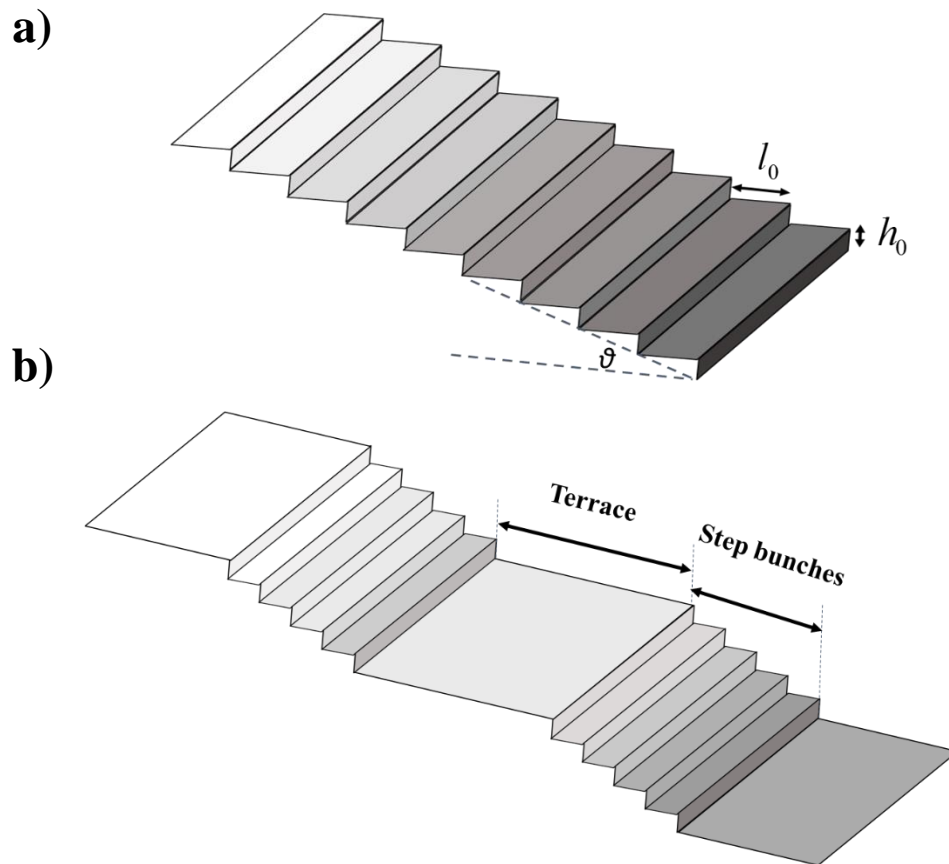 a)
l₀
h₀
ϑ
b)
Terrace
Step bunches